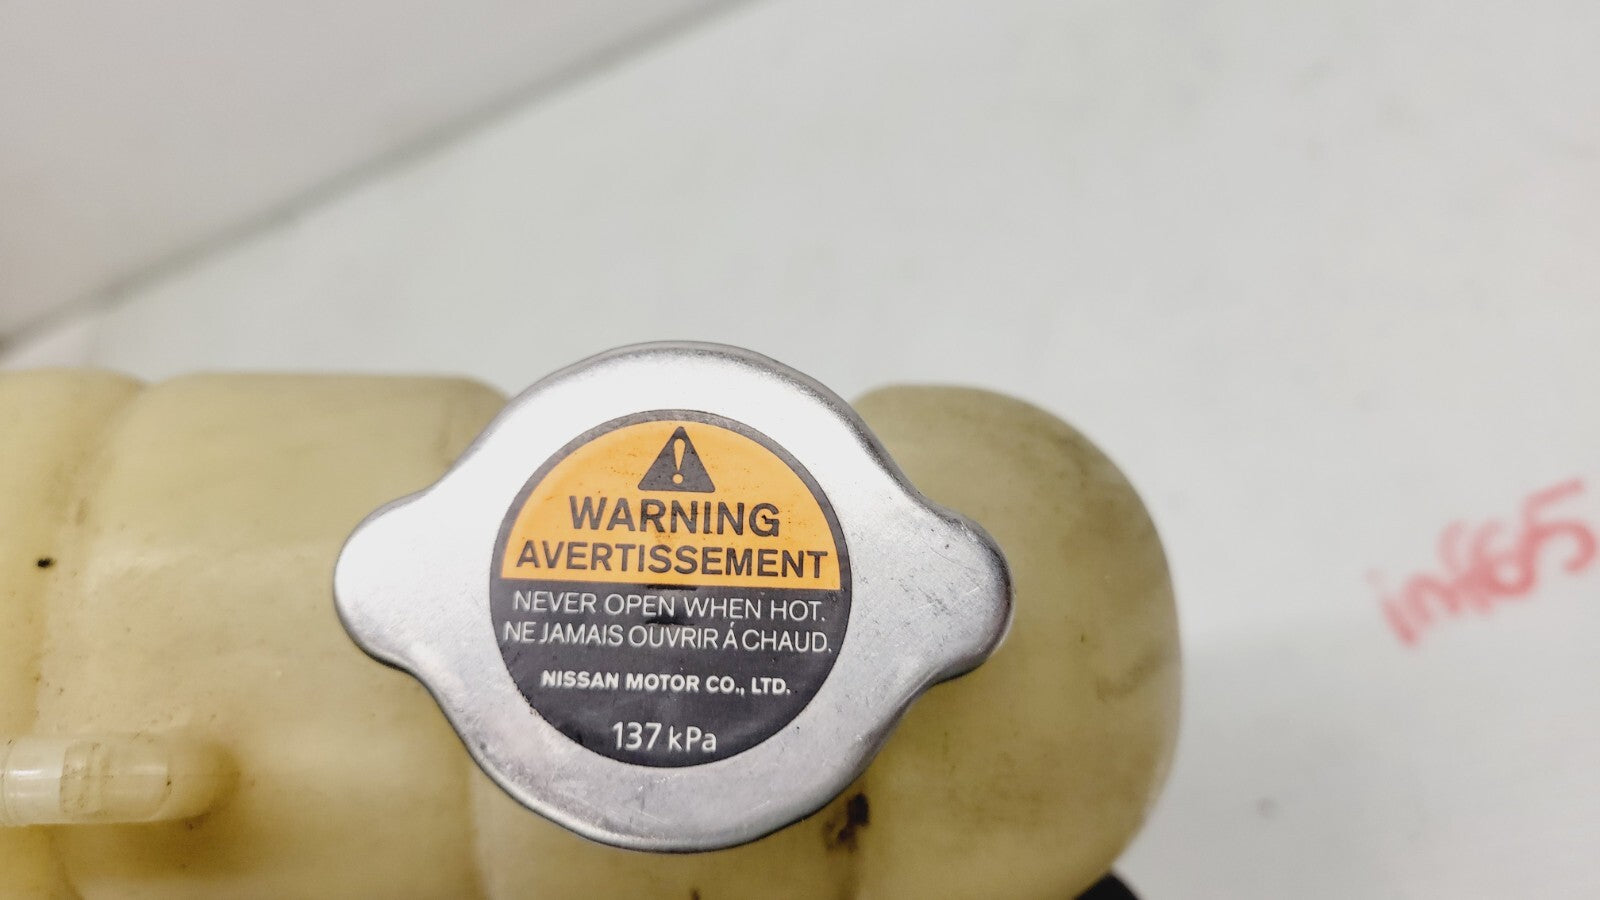 WARNING
AVERTISSEMENT
NEVER OPEN WHEN HOT.
NE JAMAIS OUVRIR Á CHAUD.
NISSAN MOTOR CO., LTD.
137 kPa